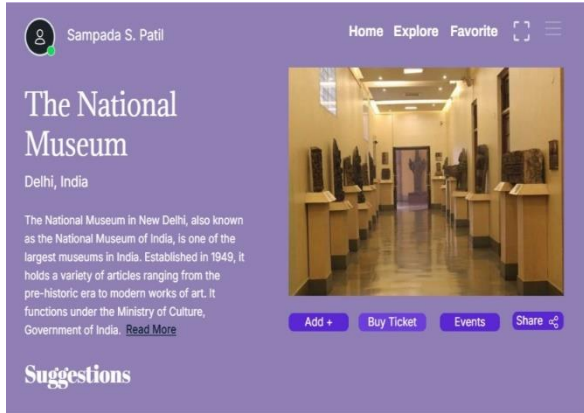 Sampada S. Patil
Home Explore Favorite
The National
Museum
Delhi, India
The National Museum in New Delhi, also known
as the National Museum of India, is one of the
largest museums in India. Established in 1949, it
holds a variety of articles ranging from the
pre-historic era to modern works of art. It
functions under the Ministry of Culture,
Government of India. Read More
Add +
Buy Ticket
Events
Share
Suggestions